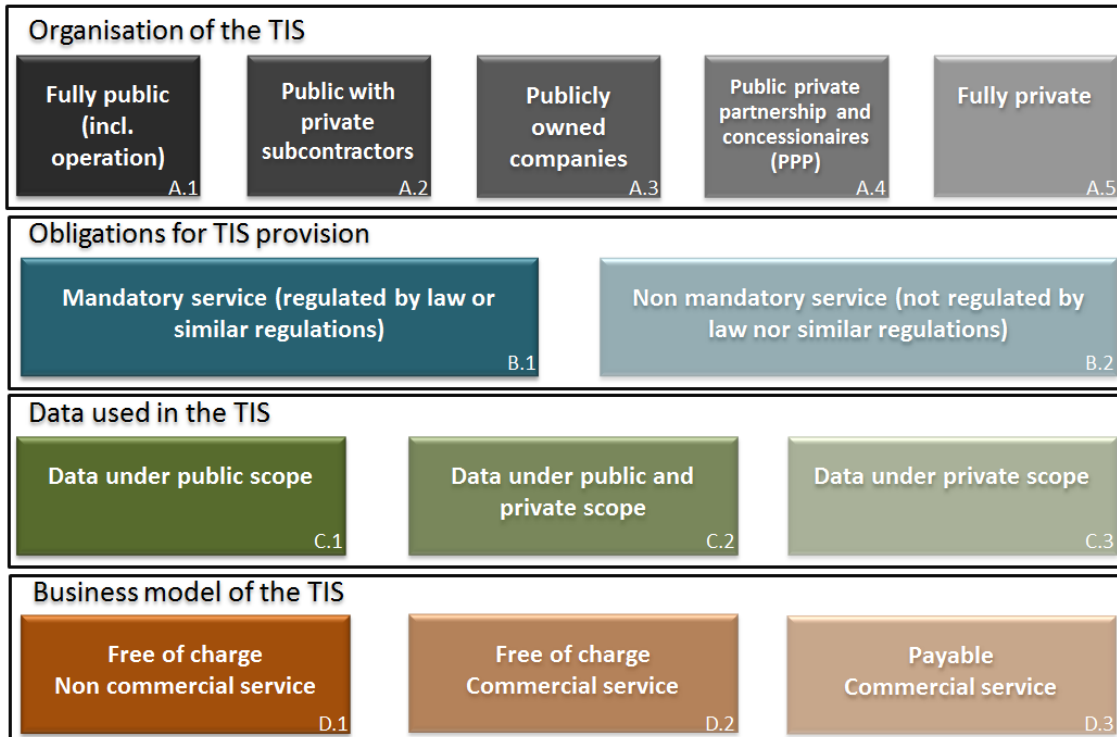 Organisation of the TIS
Fully public
(incl.
operation)
A.1
Public with
private
subcontractors
A.2
Publicly
owned
companies
A.3
Public private
partnership and
concessionaires
(PPP)
A.4
Fully private
A.5
Obligations for TIS provision
Mandatory service (regulated by law or
similar regulations)
B.1
Non mandatory service (not regulated by
law nor similar regulations)
B.2
Data used in the TIS
Data under public scope
C.1
Data under public and
private scope
C.2
Data under private scope
C.3
Business model of the TIS
Free of charge
Non commercial service
D.1
Free of charge
Commercial service
D.2
Payable
Commercial service
D.3